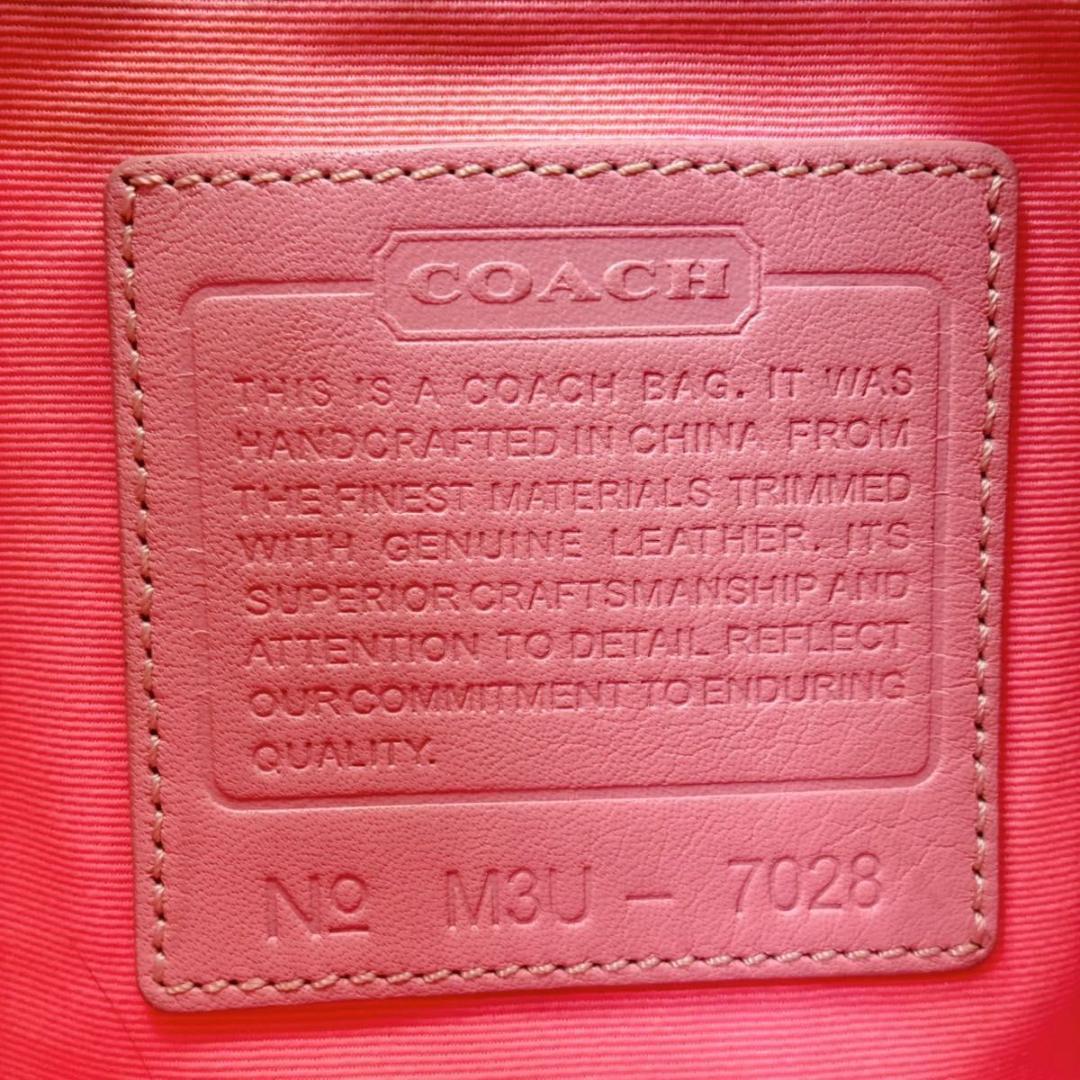 COACH
THIS IS A COACH BAG. IT WAS
HANDCRAFTED IN CHINA FROM
THE FINEST MATERIALS TRIMMED
WITH GENUINE LEATHER. ITS
SUPERIOR CRAFTSMANSHIP AND
ATTENTION TO DETAIL REFLECT
OUR COMMITMENT TO ENDURING
QUALITY.
Nº M3U - 7028